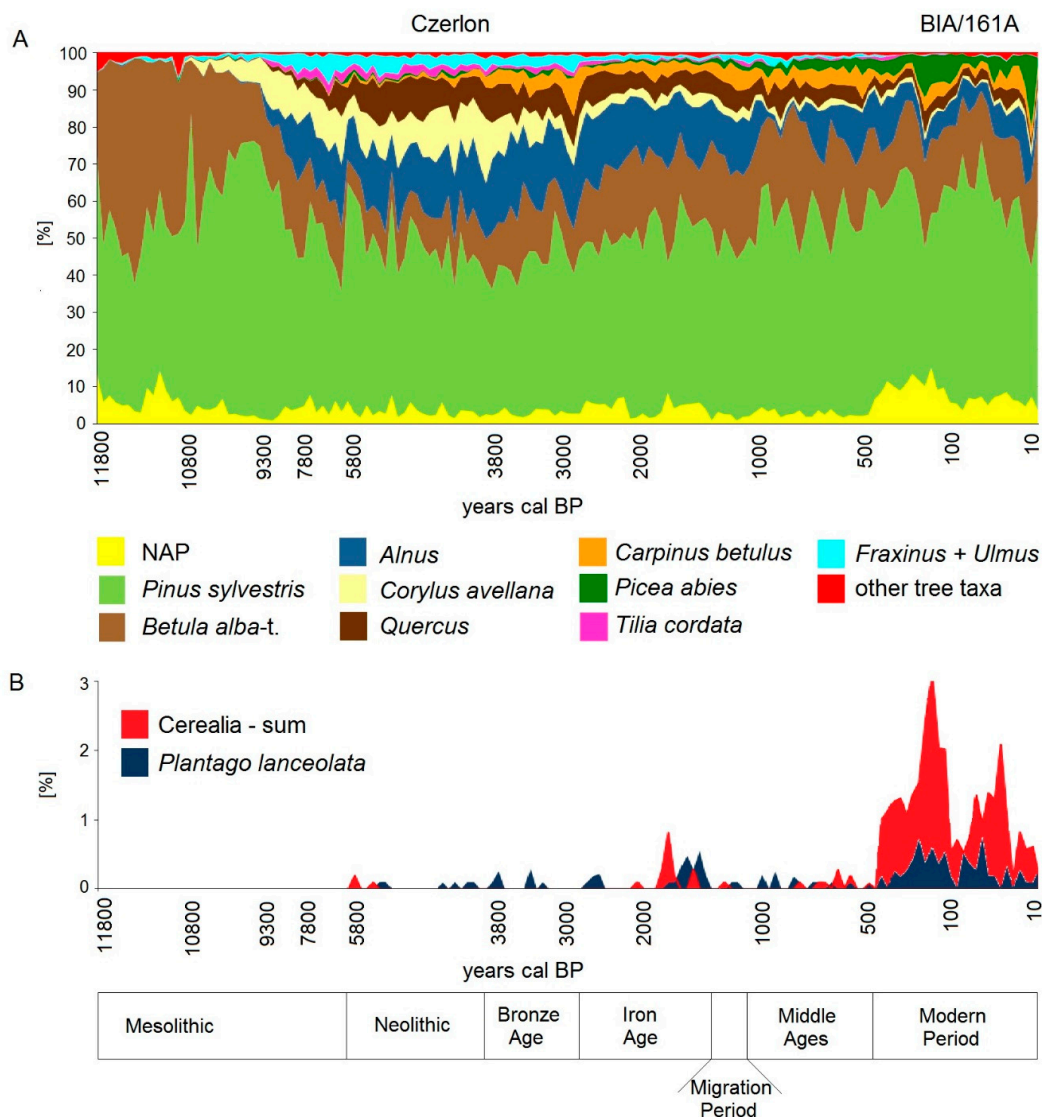 Czerlon
BIA/161A
A
100
90
80
70
60
50
40
30
20
10
0
[%]
11800
10800
9300
7800
5800
3800
3000
2000
1000
500
100
10
years cal BP
NAP
Alnus
Carpinus betulus
Fraxinus + Ulmus
Pinus sylvestris
Corylus avellana
Picea abies
other tree taxa
Betula alba-t.
Quercus
Tilia cordata
B
3
2
1
0
[%]
Cerealia - sum
Plantago lanceolata
11800
10800
9300
7800
5800
3800
3000
2000
1000
500
100
10
years cal BP
Mesolithic
Neolithic
Bronze
Age
Iron
Age
Middle
Ages
Modern
Period
Migration
Period